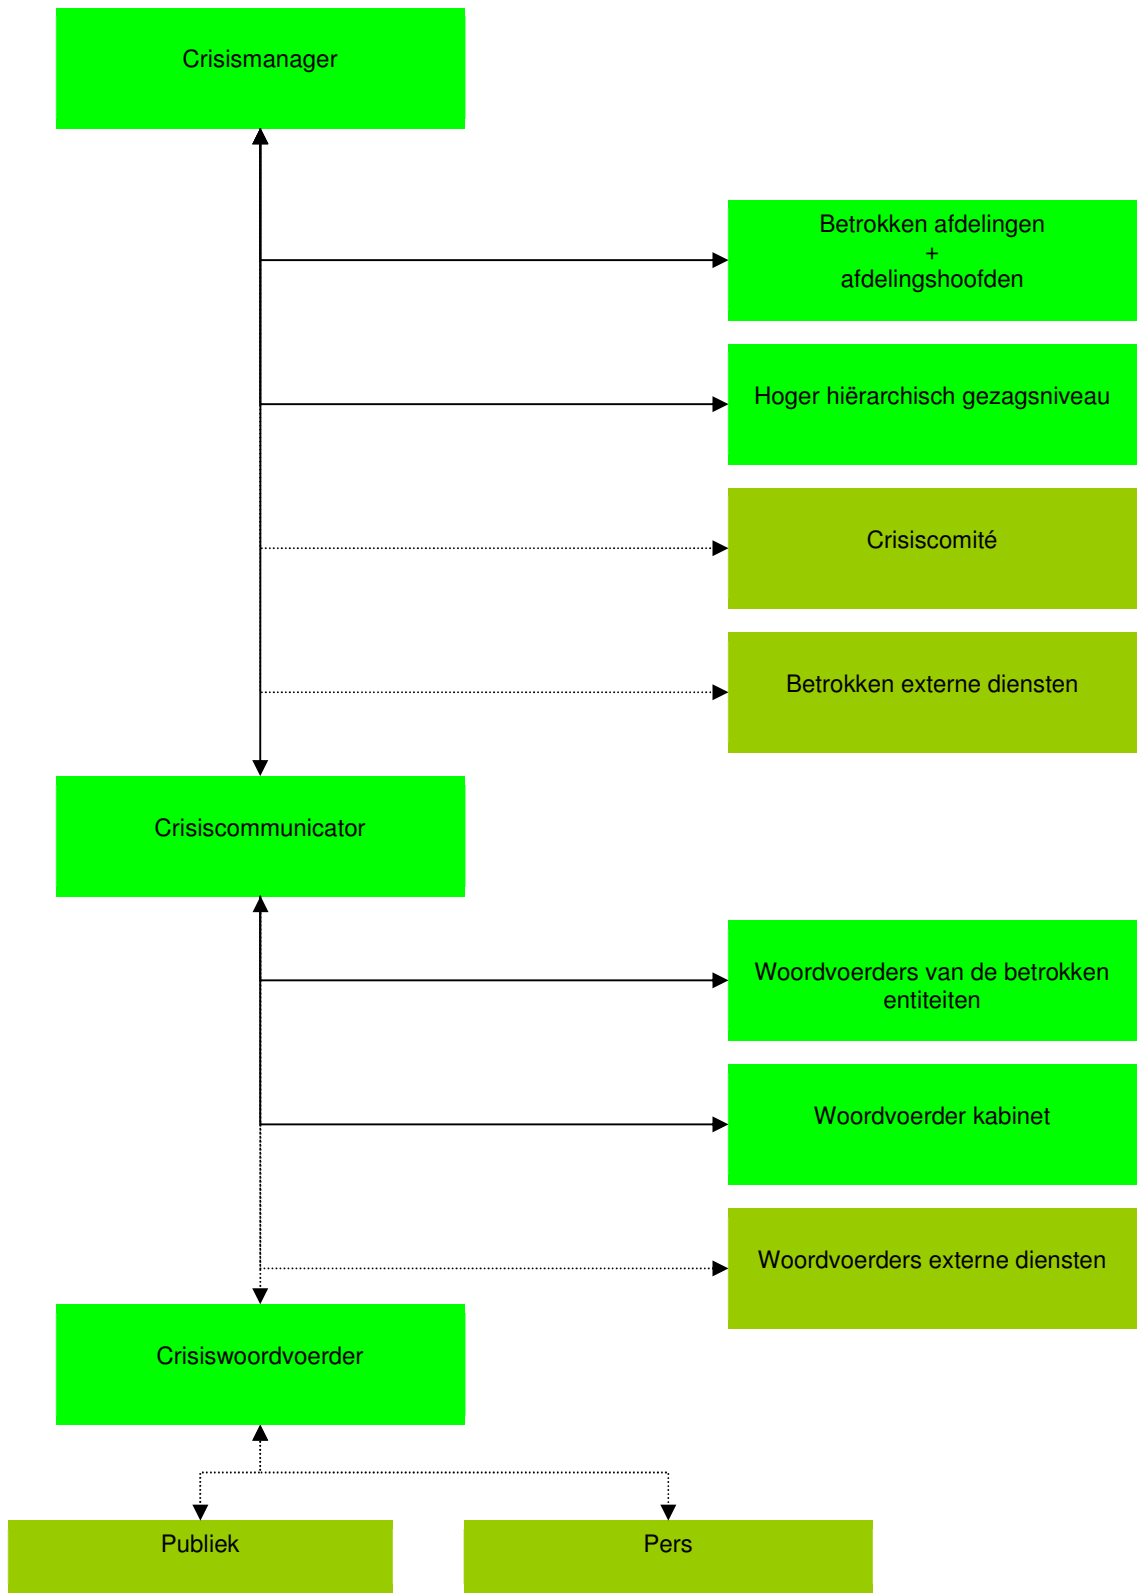 Crisismanager
Betrokken afdelingen
+
afdelingshoofden
Hoger hiërarchisch gezagsniveau
Crisiscomité
Betrokken externe diensten
Crisiscommunicator
Woordvoerders van de betrokken
entiteiten
Woordvoerder kabinet
Woordvoerders externe diensten
Crisiswoordvoerder
Publiek
Pers